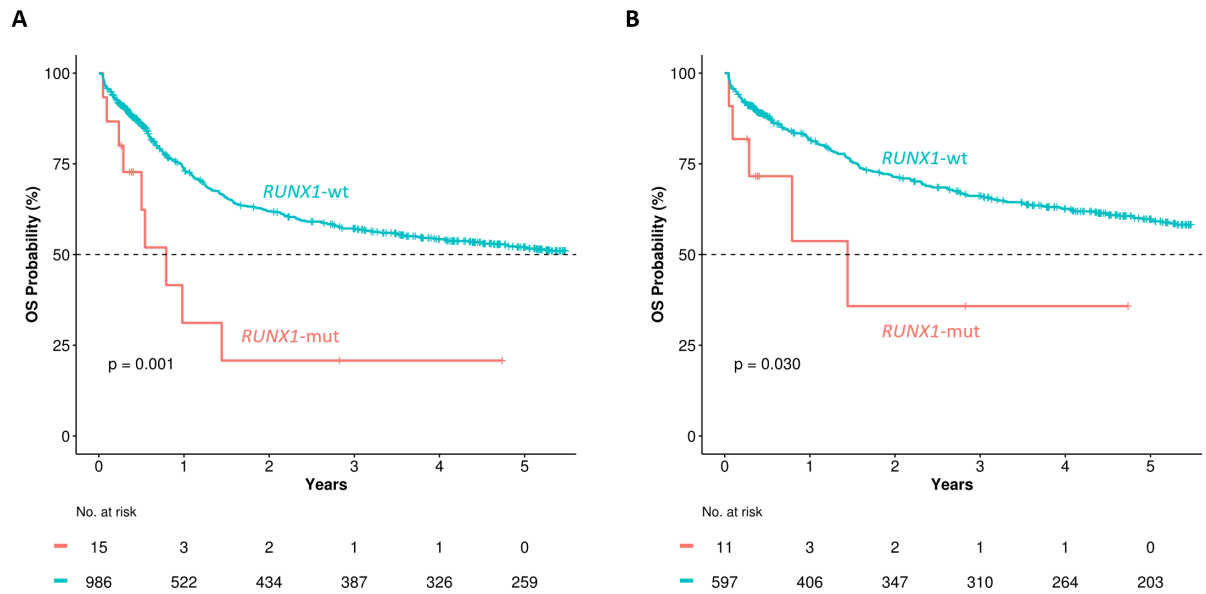 A
OS Probability (%)
100
75
50
25
0
RUNX1-wt
RUNX1-mut
p = 0.001
0 1 2 3 4 5
Years
No. at risk
15 3 2 1 1 0
986 522 434 387 326 259
B
OS Probability (%)
100
75
50
25
0
RUNX1-wt
RUNX1-mut
p = 0.030
0 1 2 3 4 5
Years
No. at risk
11 3 2 1 1 0
597 406 347 310 264 203